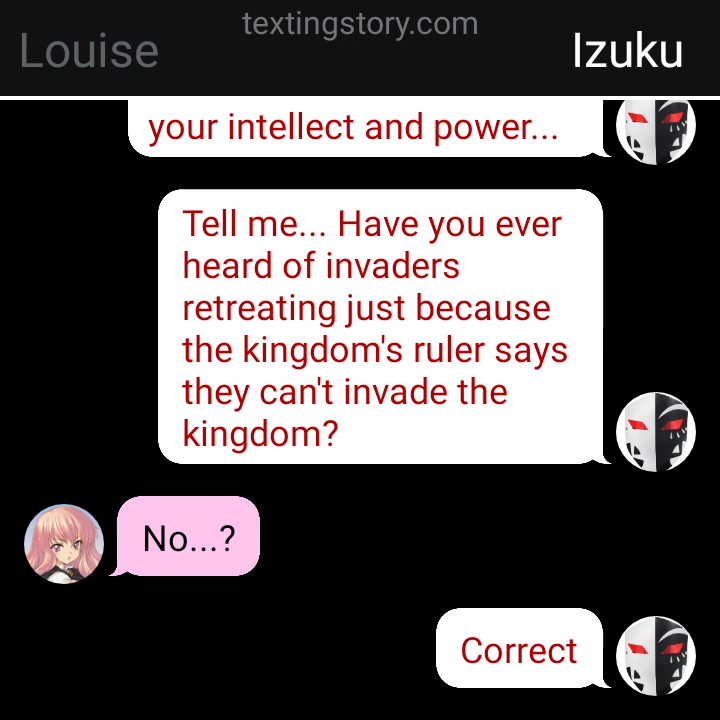 textingstory.com
Louise
Izuku
your intellect and power...
Tell me... Have you ever
heard of invaders
retreating just because
the kingdom's ruler says
they can't invade the
kingdom?
No...?
Correct